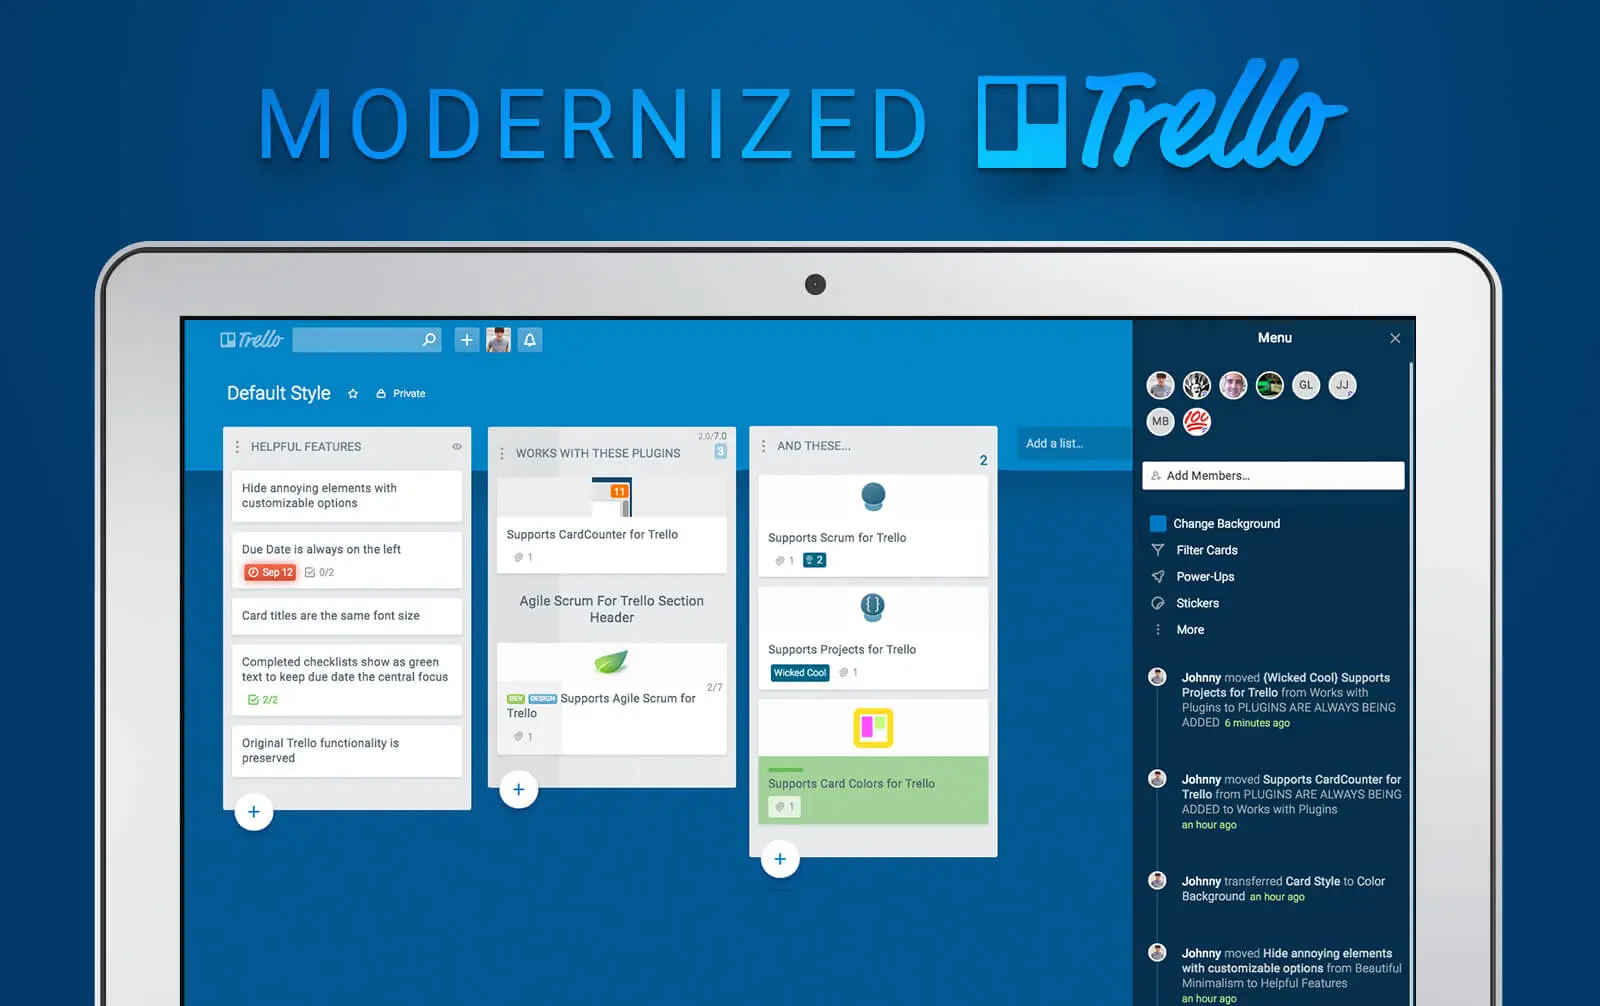 MODERNIZED Trello
Trello
Default Style
Private
HELPFUL FEATURES
Hide annoying elements with
customizable options
Due Date is always on the left
Sep 12 0/2
Card titles are the same font size
Completed checklists show as green
text to keep due date the central focus
2/2
Original Trello functionality is
preserved
+
2.0/7.0
WORKS WITH THESE PLUGINS 3
11
Supports CardCounter for Trello
1
Agile Scrum For Trello Section
Header
2/7
DEV DESIGN Supports Agile Scrum for
Trello
1
+
AND THESE...
2
Supports Scrum for Trello
1 2
{}
Supports Projects for Trello
Wicked Cool 1
Supports Card Colors for Trello
1
+
Add a list...
Menu
GL JJ
MB 100
Add Members...
Change Background
Filter Cards
Power-Ups
Stickers
More
Johnny moved {Wicked Cool} Supports
Projects for Trello from Works with
Plugins to PLUGINS ARE ALWAYS BEING
ADDED 6 minutes ago
Johnny moved Supports CardCounter for
Trello from PLUGINS ARE ALWAYS BEING
ADDED to Works with Plugins
an hour ago
Johnny transferred Card Style to Color
Background an hour ago
Johnny moved Hide annoying elements
with customizable options from Beautiful
Minimalism to Helpful Features
an hour ago